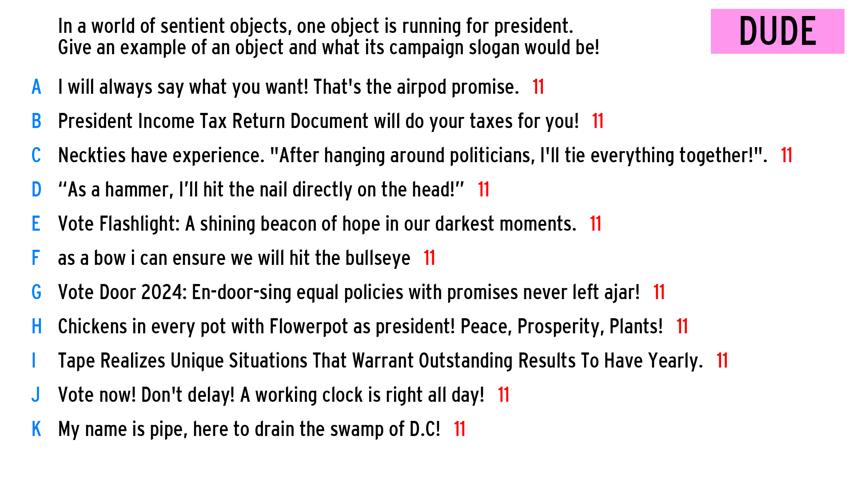 In a world of sentient objects, one object is running for president.
Give an example of an object and what its campaign slogan would be!
DUDE
A I will always say what you want! That's the airpod promise. 11
B President Income Tax Return Document will do your taxes for you! 11
C Neckties have experience. "After hanging around politicians, I'll tie everything together!". 11
D “As a hammer, I’ll hit the nail directly on the head!” 11
E Vote Flashlight: A shining beacon of hope in our darkest moments. 11
F as a bow i can ensure we will hit the bullseye 11
G Vote Door 2024: En-door-sing equal policies with promises never left ajar! 11
H Chickens in every pot with Flowerpot as president! Peace, Prosperity, Plants! 11
I Tape Realizes Unique Situations That Warrant Outstanding Results To Have Yearly. 11
J Vote now! Don't delay! A working clock is right all day! 11
K My name is pipe, here to drain the swamp of D.C! 11